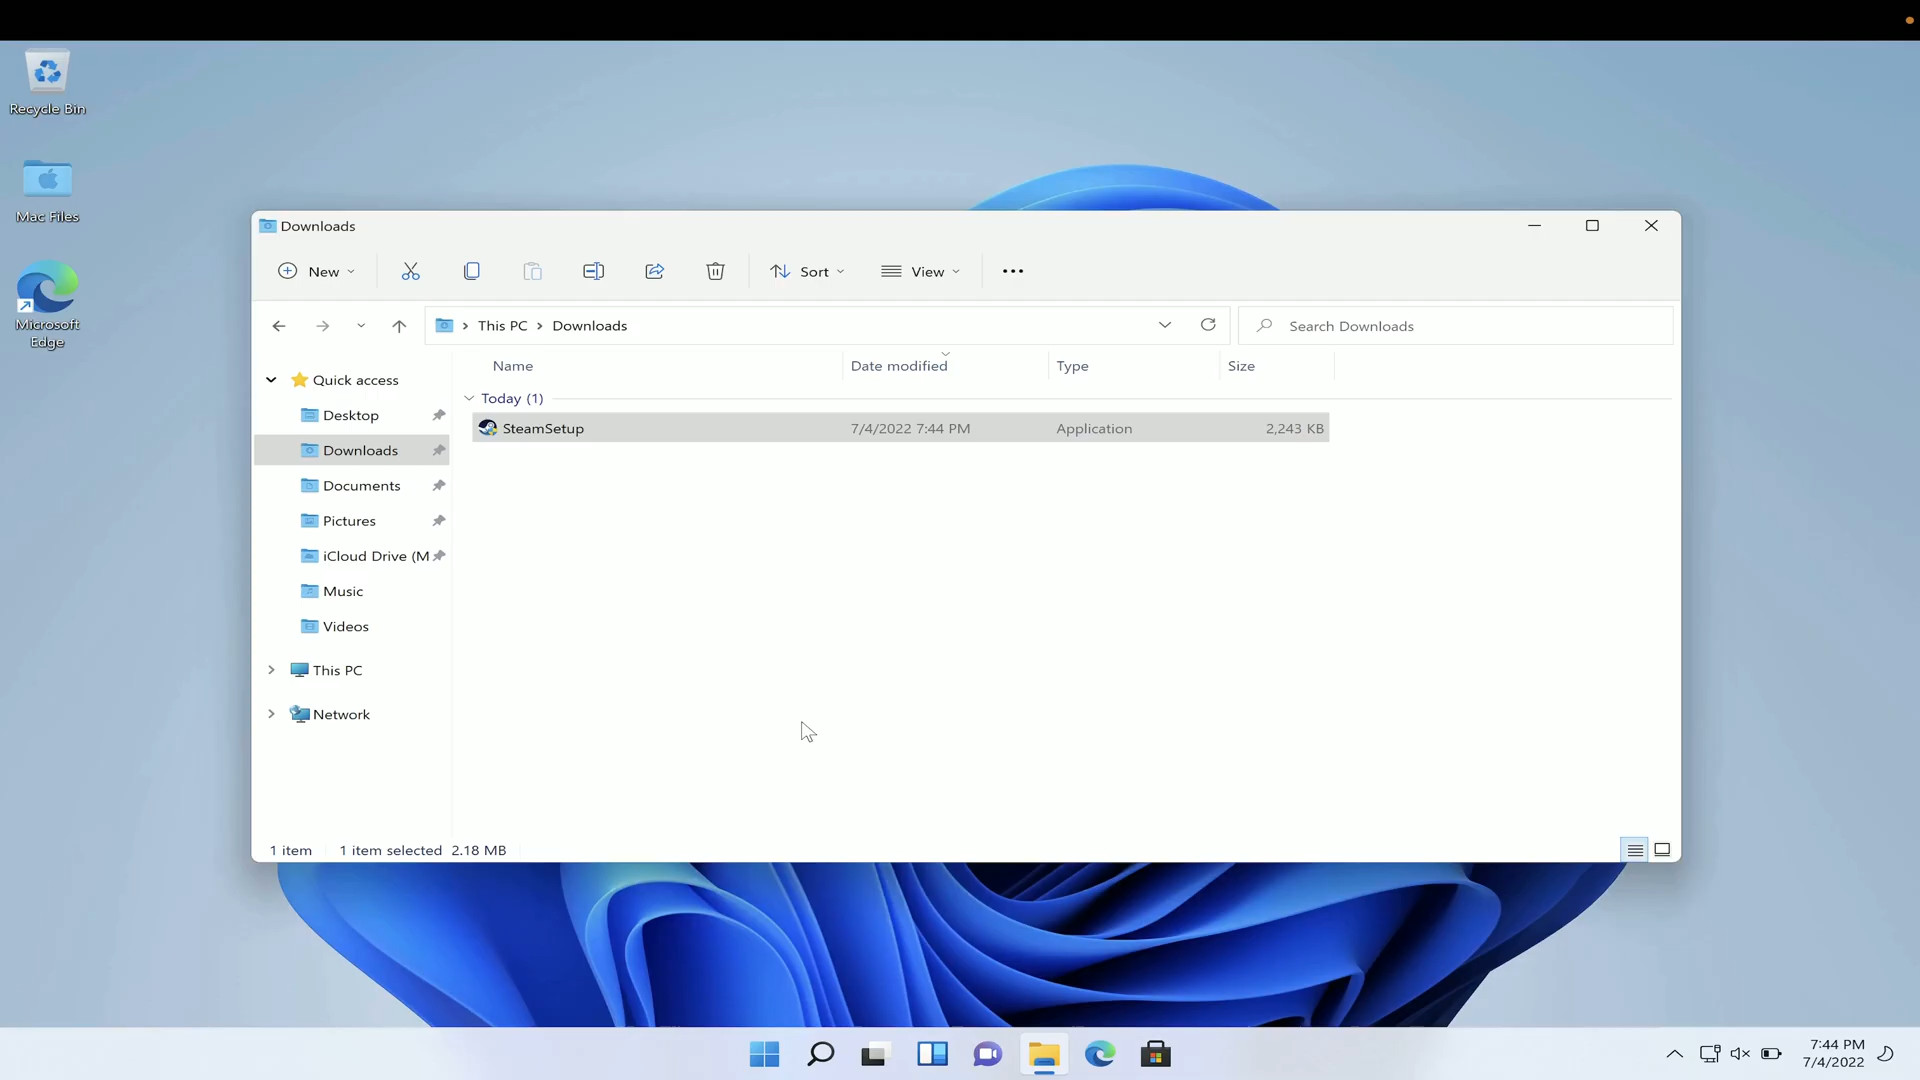 Recycle Bin
Mac Files
Microsoft
Edge
Downloads
New
Sort
View
This PC
Downloads
Search Downloads
Name
Date modified
Type
Size
Quick access
Desktop
Downloads
Documents
Pictures
iCloud Drive (M
Music
Videos
This PC
Network
Today (1)
SteamSetup
7/4/2022 7:44 PM
Application
2,243 KB
1 item
1 item selected 2.18 MB
7:44 PM
7/4/2022